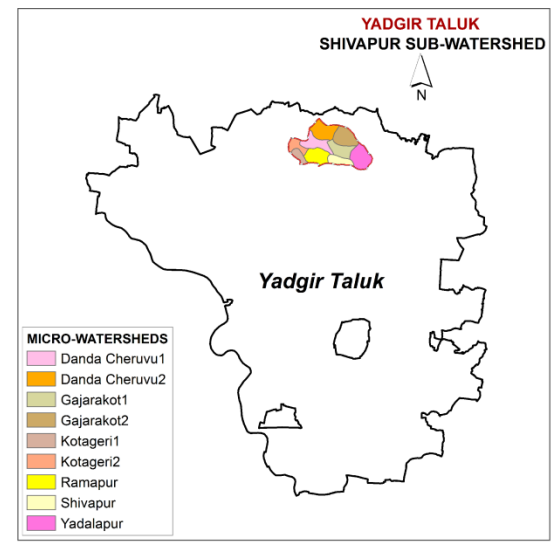 YADGIR TALUK
SHIVAPUR SUB-WATERSHED
N
Yadgir Taluk
MICRO-WATERSHEDS
Danda Cheruvu1
Danda Cheruvu2
Gajarakot1
Gajarakot2
Kotageri1
Kotageri2
Ramapur
Shivapur
Yadalapur